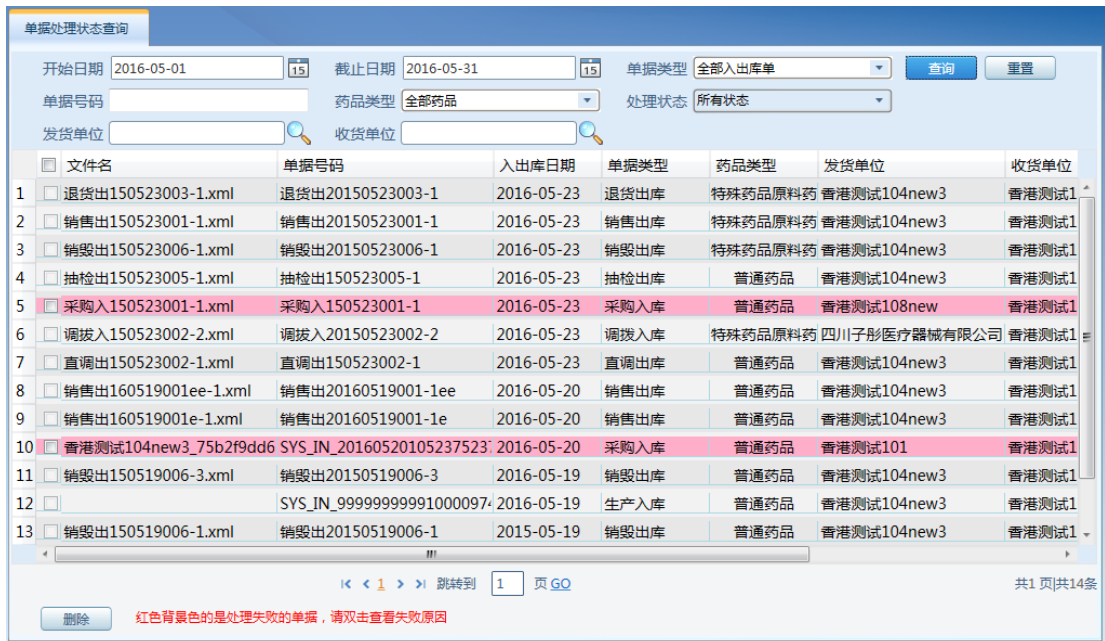 单据处理状态查询
开始日期 2016-05-01 15 截止日期 2016-05-31 15 单据类型 全部入出库单 查询 重置
单据号码 药品类型 全部药品 处理状态 所有状态
发货单位 收货单位
文件名 单据号码 入出库日期 单据类型 药品类型 发货单位 收货单位
1 退货出150523003-1.xml 退货出20150523003-1 2016-05-23 退货出库 特殊药品原料药 香港测试104new3 香港测试1
2 销售出150523001-1.xml 销售出20150523001-1 2016-05-23 销售出库 特殊药品原料药 香港测试104new3 香港测试1
3 销毁出150523006-1.xml 销毁出20150523006-1 2016-05-23 销毁出库 特殊药品原料药 香港测试104new3 香港测试1
4 抽检出150523005-1.xml 抽检出150523005-1 2016-05-23 抽检出库 普通药品 香港测试104new3 香港测试1
5 采购入150523001-1.xml 采购入150523001-1 2016-05-23 采购入库 普通药品 香港测试108new 香港测试1
6 调拔入150523002-2.xml 调拔入20150523002-2 2016-05-23 调拨入库 特殊药品原料药 四川子彤医疗器械有限公司 香港测试1
7 直调出150523002-1.xml 直调出150523002-1 2016-05-23 直调出库 普通药品 香港测试104new3 香港测试1
8 销售出160519001ee-1.xml 销售出20160519001-1ee 2016-05-20 销售出库 普通药品 香港测试104new3 香港测试1
9 销售出160519001e-1.xml 销售出20160519001-1e 2016-05-20 销售出库 普通药品 香港测试104new3 香港测试1
10 香港测试104new3_75b2f9dd6 SYS_IN_20160520105237523 2016-05-20 采购入库 普通药品 香港测试101 香港测试1
11 销毁出150519006-3.xml 销毁出20150519006-3 2016-05-19 销毁出库 普通药品 香港测试104new3 香港测试1
12 SYS_IN_99999999991000097 2016-05-19 生产入库 普通药品 香港测试104new3 香港测试1
13 销毁出150519006-1.xml 销毁出20150519006-1 2015-05-19 销毁出库 普通药品 香港测试104new3 香港测试1
1 跳转到 1 页 GO 共1 页|共14条
删除 红色背景色的是处理失败的单据，请双击查看失败原因